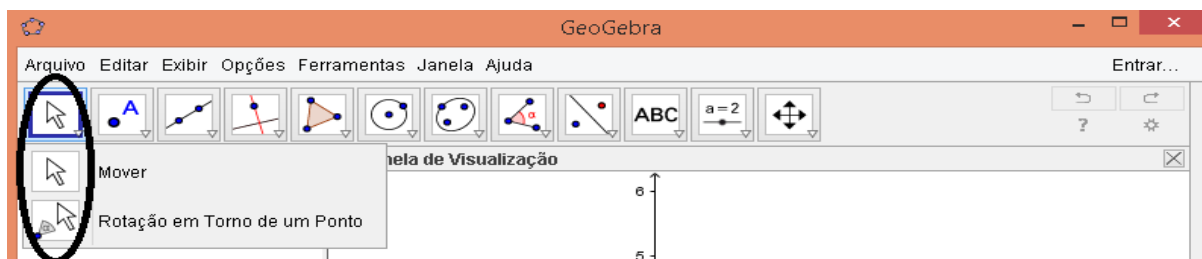 GeoGebra
Arquivo Editar Exibir Opções Ferramentas Janela Ajuda Entrar...
A α ABC a=2
?
nela de Visualização
Mover
6
α Rotação em Torno de um Ponto
5